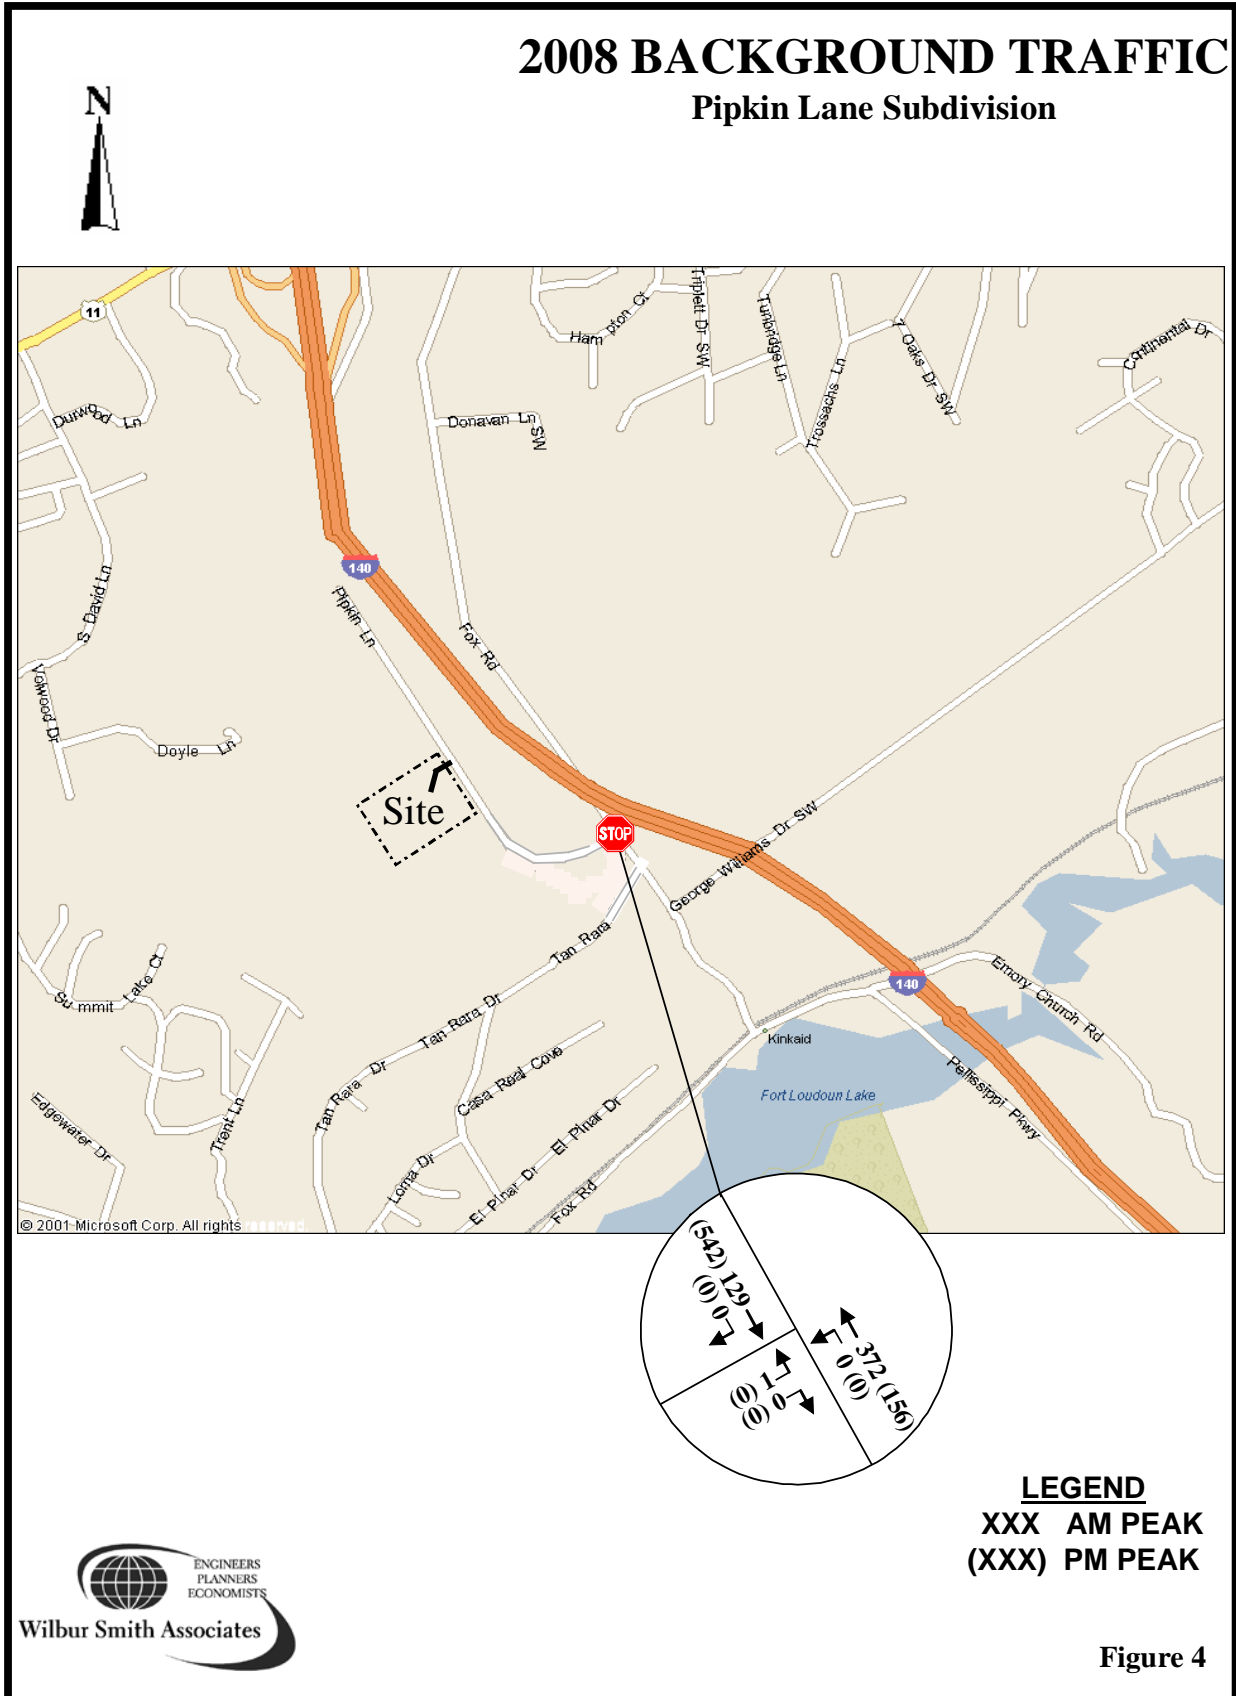 2008 BACKGROUND TRAFFIC
Pipkin Lane Subdivision
N
11
Hampton Ct
Triplett Dr SW
Tunbridge Ln
Trossachs Ln
7 Oaks Dr SW
Continental Dr
Durwood Ln
Donavan Ln SW
140
S David Ln
Pipkin Ln
Fox Rd
Volwood Dr
Doyle Ln
Site
STOP
George Williams Dr SW
Tan Rara
Summit Lake Ct
Tan Rara Dr
140
Emory Church Rd
Kinkaid
Casa Real Cove
Tan Rara Dr
Pellissippi Pkwy
Fort Loudoun Lake
Edgewater Dr
Trent Ln
El Pinar Dr
Loma Dr
El Pinar Dr
Fox Rd
© 2001 Microsoft Corp. All rights reserved.
(542) 129
(0) 0
372 (156)
0 (0)
(0) 1
(0) 0
LEGEND
XXX AM PEAK
(XXX) PM PEAK
ENGINEERS
PLANNERS
ECONOMISTS
Wilbur Smith Associates
Figure 4